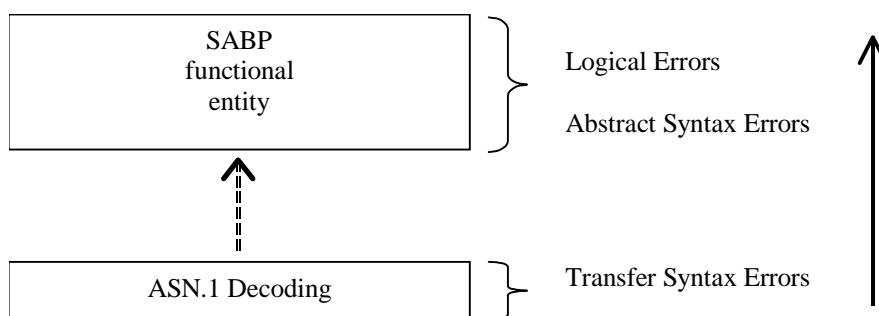 SABP
functional
entity
Logical Errors
Abstract Syntax Errors
ASN.1 Decoding
Transfer Syntax Errors